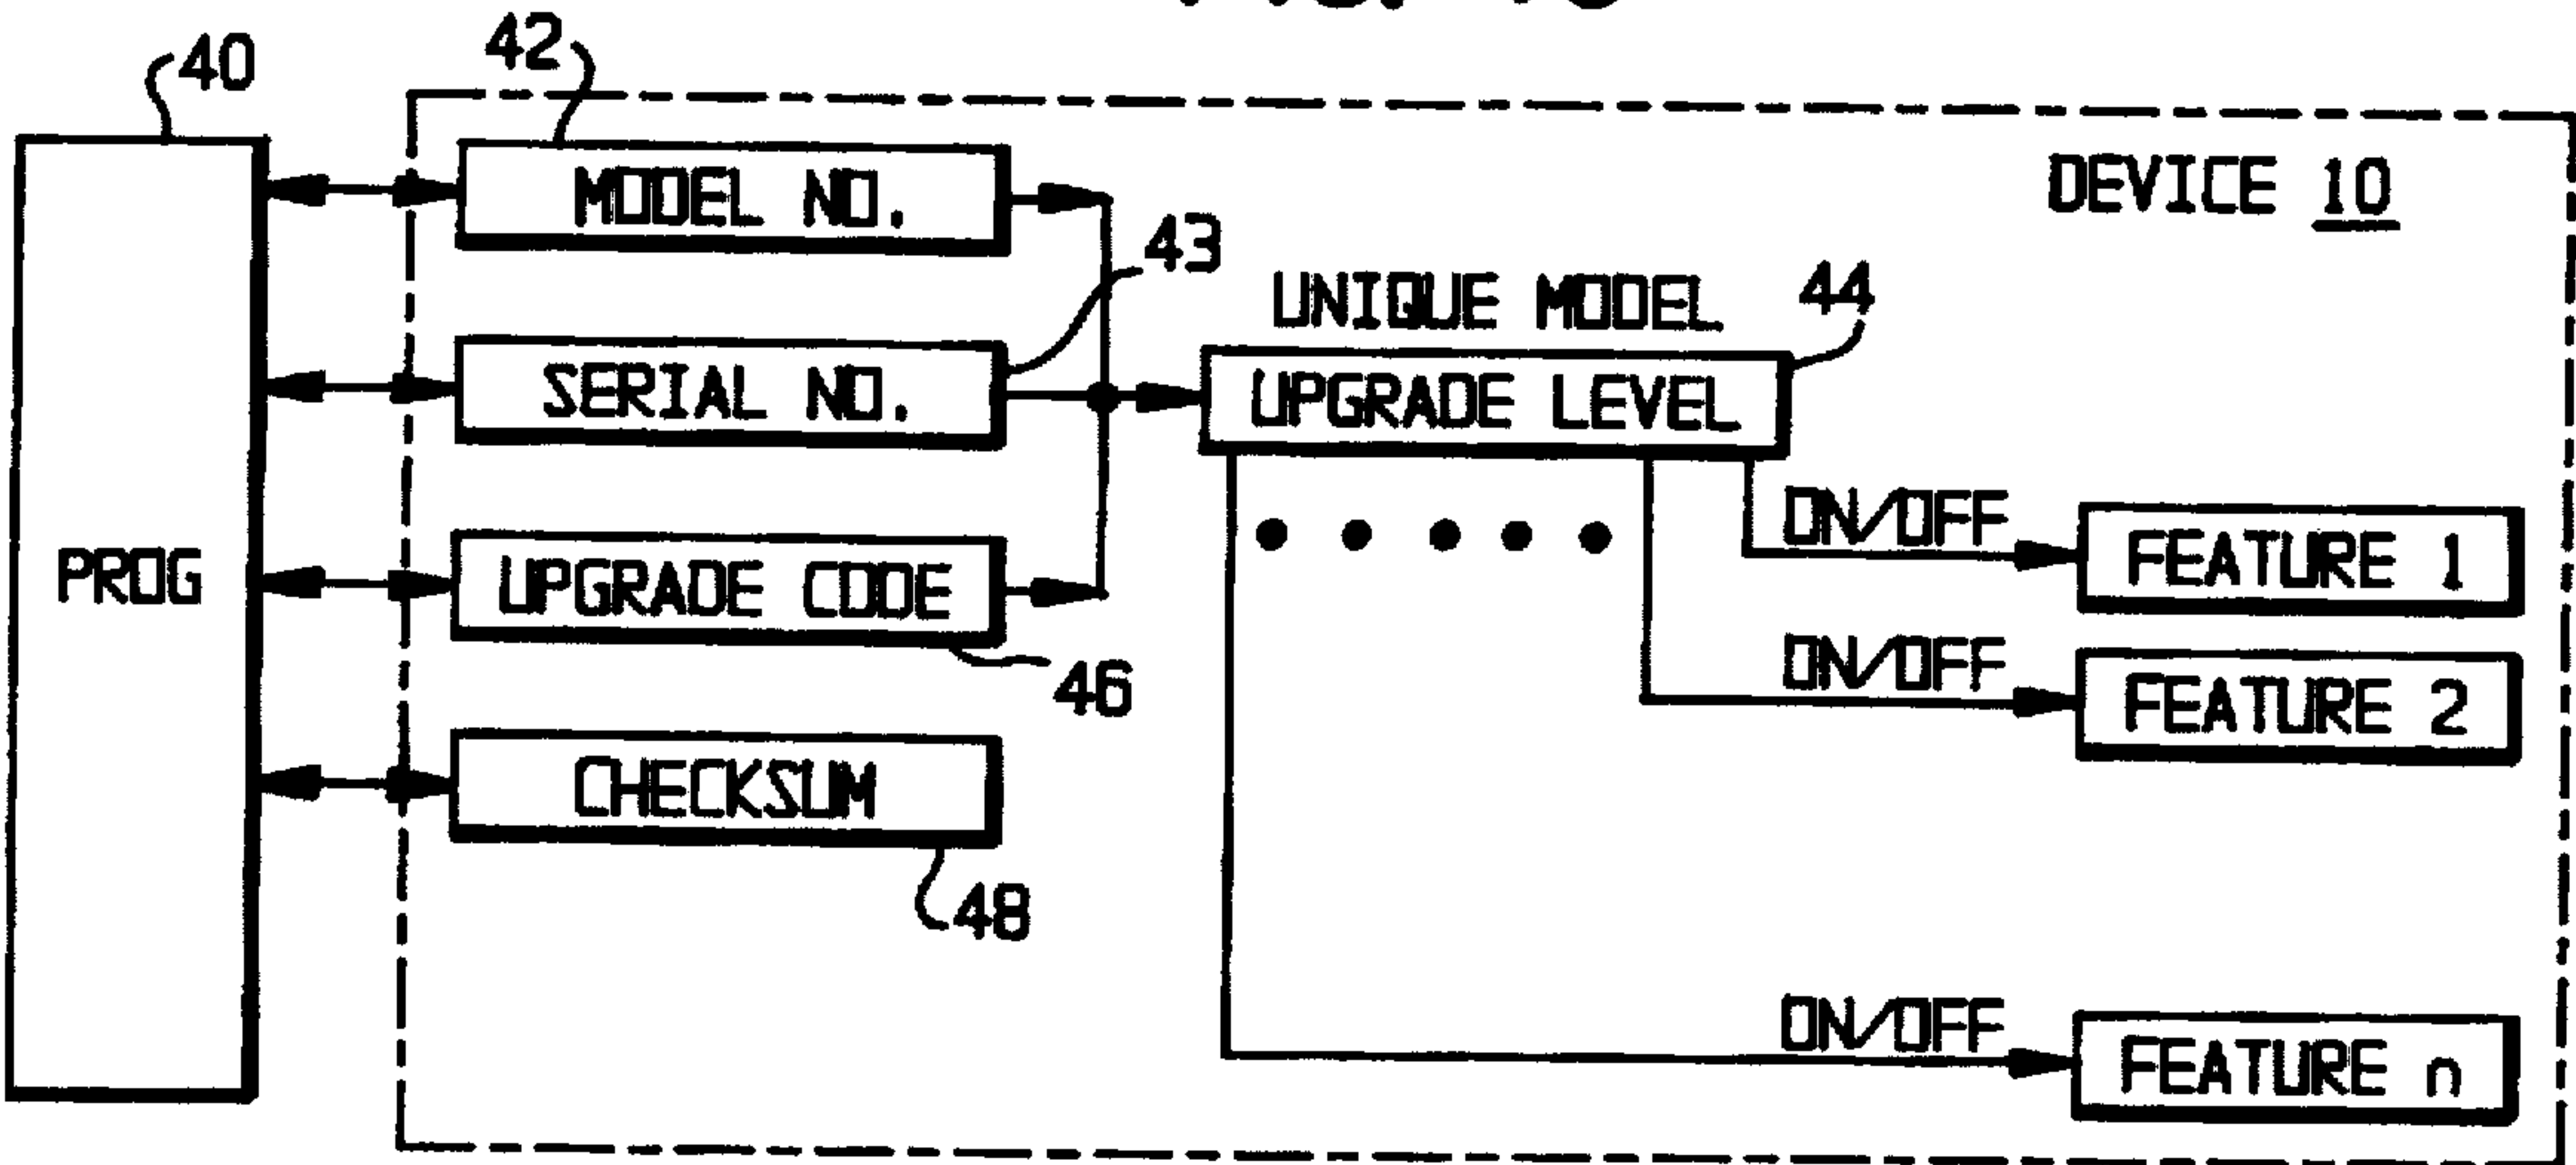 40
42
MODEL NO.
DEVICE 10
43
SERIAL NO.
UNIQUE MODEL
44
UPGRADE LEVEL
PROG
UPGRADE CODE
46
ON/OFF
FEATURE 1
ON/OFF
FEATURE 2
CHECKSUM
48
ON/OFF
FEATURE n